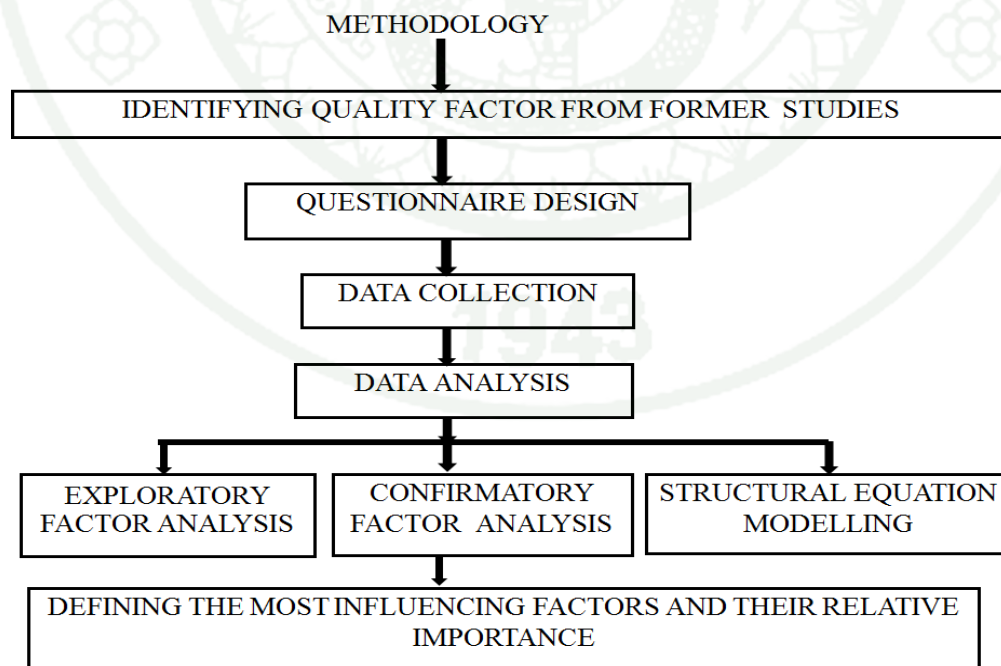 METHODOLOGY
IDENTIFYING QUALITY FACTOR FROM FORMER STUDIES
QUESTIONNAIRE DESIGN
DATA COLLECTION
1943
DATA ANALYSIS
EXPLORATORY
FACTOR ANALYSIS
CONFIRMATORY
FACTOR ANALYSIS
STRUCTURAL EQUATION
MODELLING
DEFINING THE MOST INFLUENCING FACTORS AND THEIR RELATIVE
IMPORTANCE